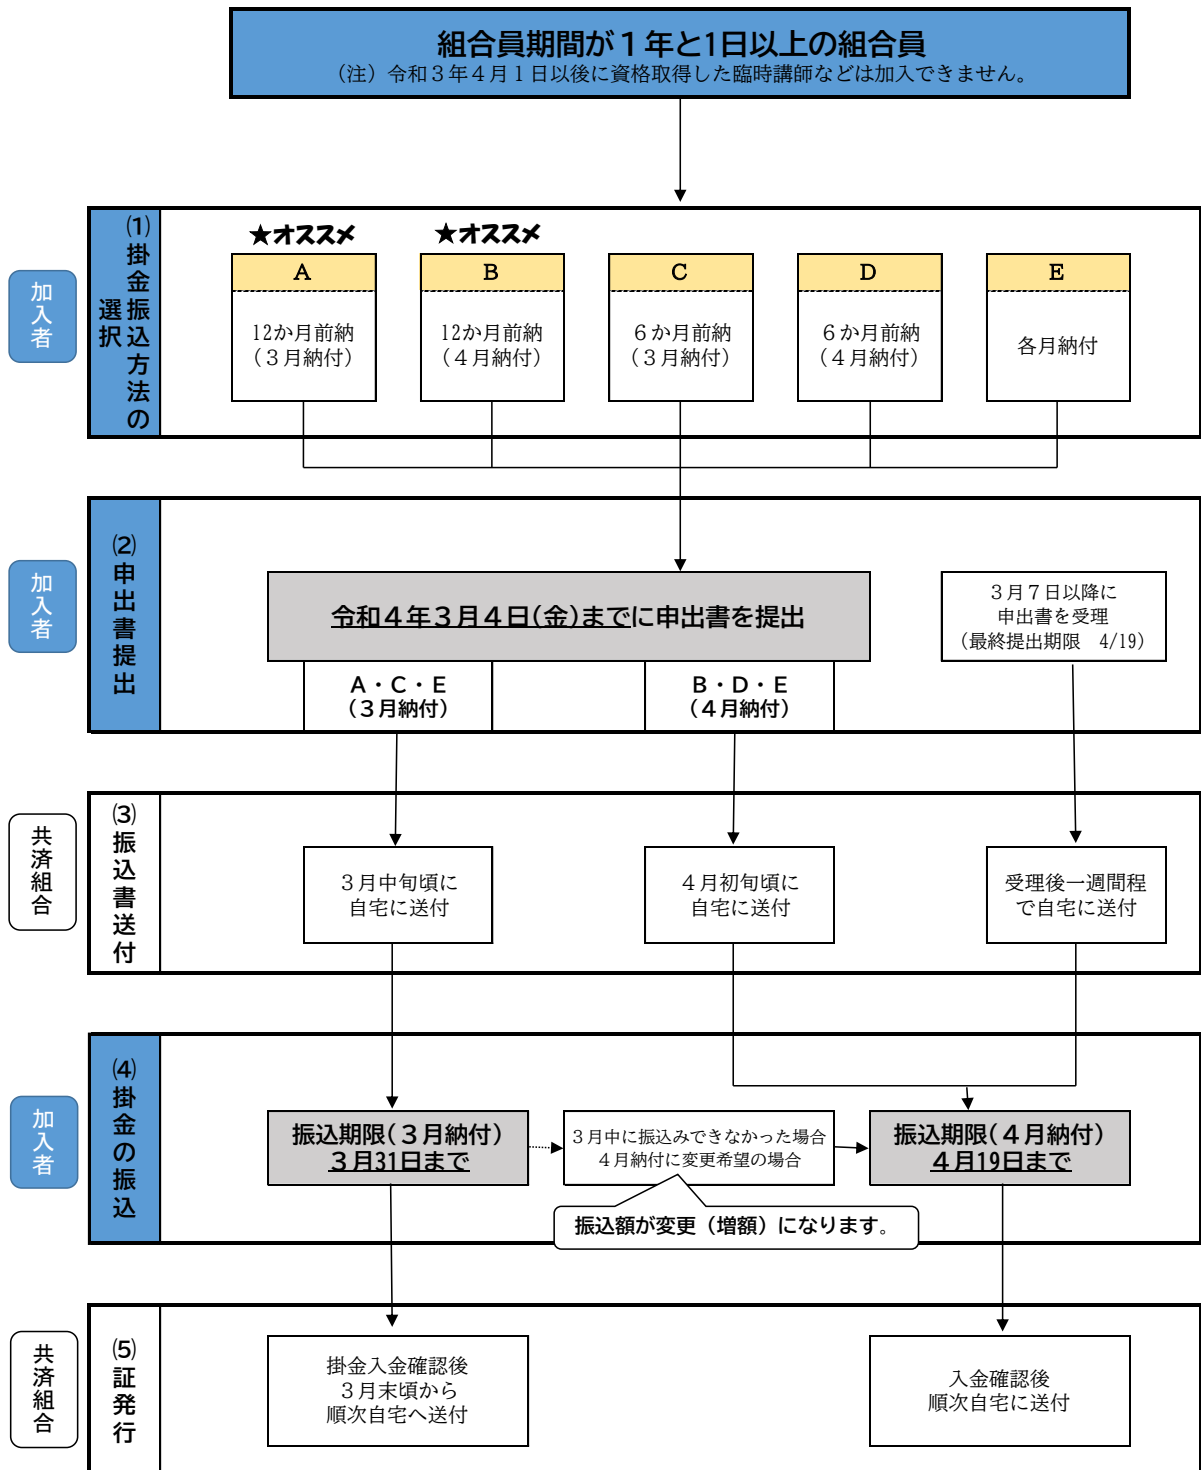 組合員期間が１年と1日以上の組合員
（注）令和３年４月１日以後に資格取得した臨時講師などは加入できません。
加入者
⑴掛金振込方法の
選択
★オススメ
A
12か月前納
（３月納付）
★オススメ
B
12か月前納
（４月納付）
C
６か月前納
（３月納付）
D
６か月前納
（４月納付）
E
各月納付
加入者
⑵申出書提出
令和４年３月４日(金)までに申出書を提出
A・C・E
（３月納付）
B・D・E
（４月納付）
３月７日以降に
申出書を受理
（最終提出期限　4/19）
共済組合
⑶振込書送付
３月中旬頃に
自宅に送付
４月初旬頃に
自宅に送付
受理後一週間程
で自宅に送付
加入者
⑷掛金の振込
振込期限（３月納付）
３月31日まで
３月中に振込みできなかった場合
４月納付に変更希望の場合
振込額が変更（増額）になります。
振込期限（４月納付）
４月19日まで
共済組合
⑸証発行
掛金入金確認後
３月末頃から
順次自宅へ送付
入金確認後
順次自宅に送付